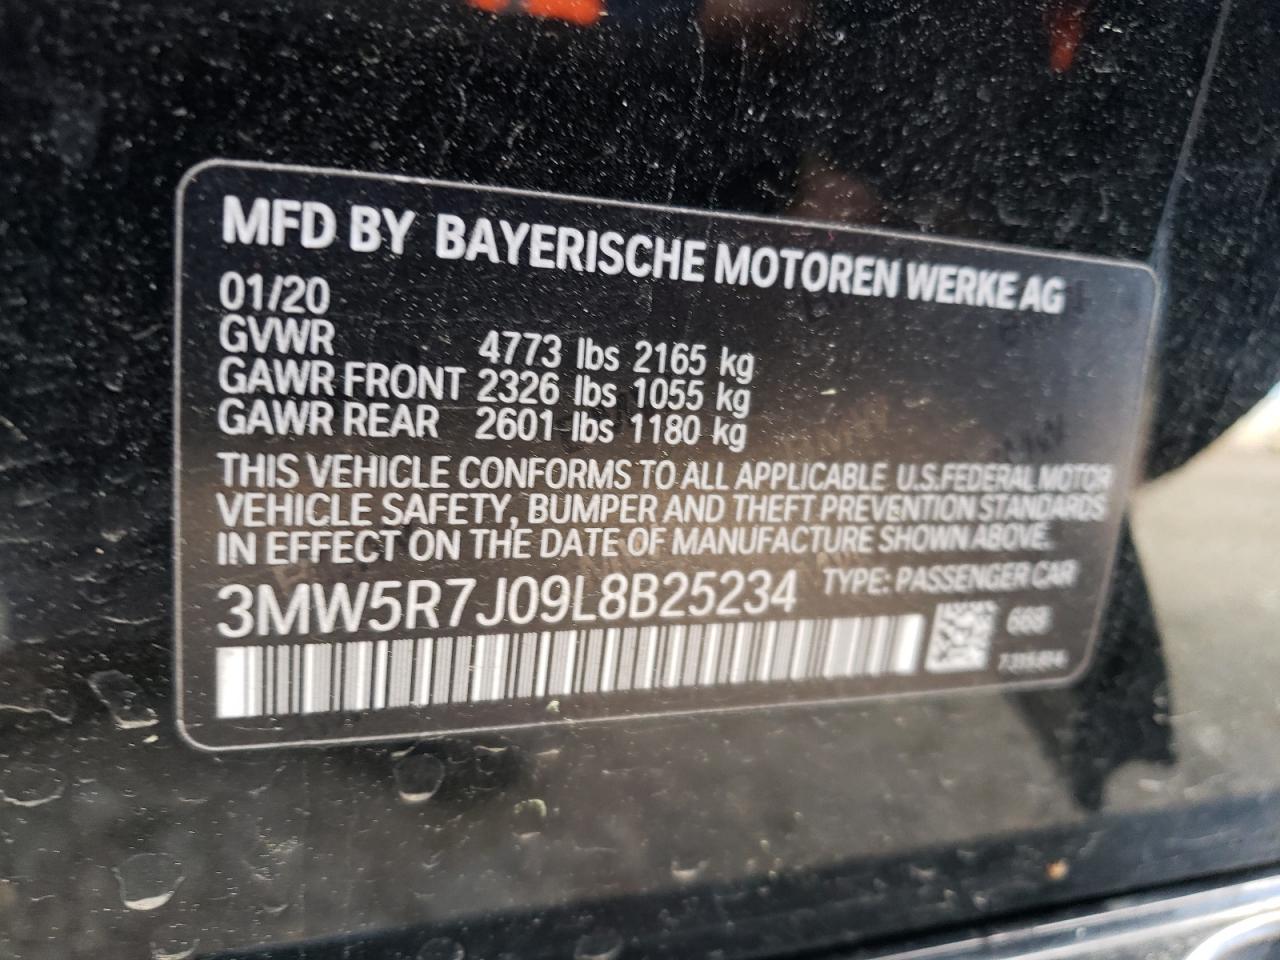 MFD BY BAYERISCHE MOTOREN WERKE AG
01/20
GVWR 4773 lbs 2165 kg
GAWR FRONT 2326 lbs 1055 kg
GAWR REAR 2601 lbs 1180 kg
THIS VEHICLE CONFORMS TO ALL APPLICABLE U.S.FEDERAL MOTOR
VEHICLE SAFETY, BUMPER AND THEFT PREVENTION STANDARDS
IN EFFECT ON THE DATE OF MANUFACTURE SHOWN ABOVE.
3MW5R7J09L8B25234 TYPE: PASSENGER CAR
668